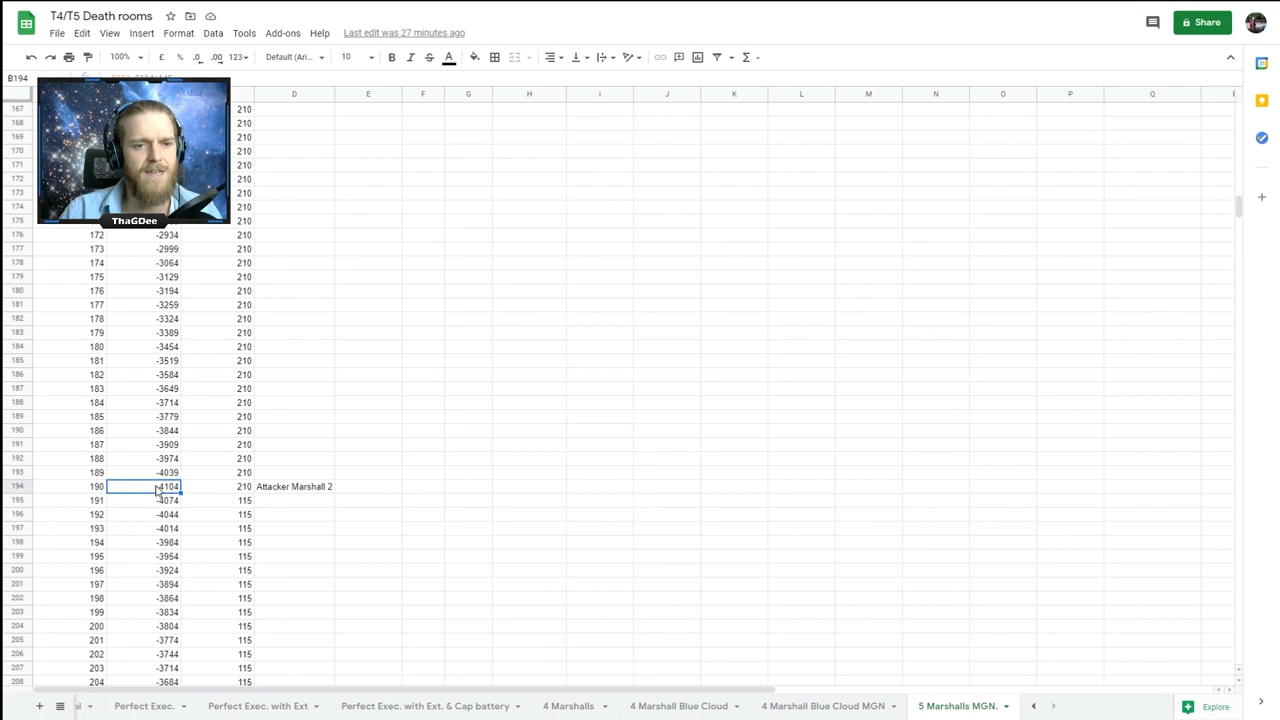 T4/T5 Death rooms
Share
File Edit View Insert Format Data Tools Add-ons Help Last edit was 27 minutes ago
100% £ % .0 .00 123 Default (Ari... 10 B I S A Σ
B194
D E F G H I J K L M N O P Q
167 210
168 210
169 210
170 210
171 210
172 210
173 210
174 210
175 210
ThaGDee
176 172 -2934 210
177 173 -2999 210
178 174 -3064 210
179 175 -3129 210
180 176 -3194 210
181 177 -3259 210
182 178 -3324 210
183 179 -3389 210
184 180 -3454 210
185 181 -3519 210
186 182 -3584 210
187 183 -3649 210
188 184 -3714 210
189 185 -3779 210
190 186 -3844 210
191 187 -3909 210
192 188 -3974 210
193 189 -4039 210
194 190 -4104 210 Attacker Marshall 2
195 191 -4074 115
196 192 -4044 115
197 193 -4014 115
198 194 -3984 115
199 195 -3954 115
200 196 -3924 115
201 197 -3894 115
202 198 -3864 115
203 199 -3834 115
204 200 -3804 115
205 201 -3774 115
206 202 -3744 115
207 203 -3714 115
208 204 -3684 115
Perfect Exec. Perfect Exec. with Ext Perfect Exec. with Ext. & Cap battery 4 Marshalls 4 Marshall Blue Cloud 4 Marshall Blue Cloud MGN 5 Marshalls MGN. Explore